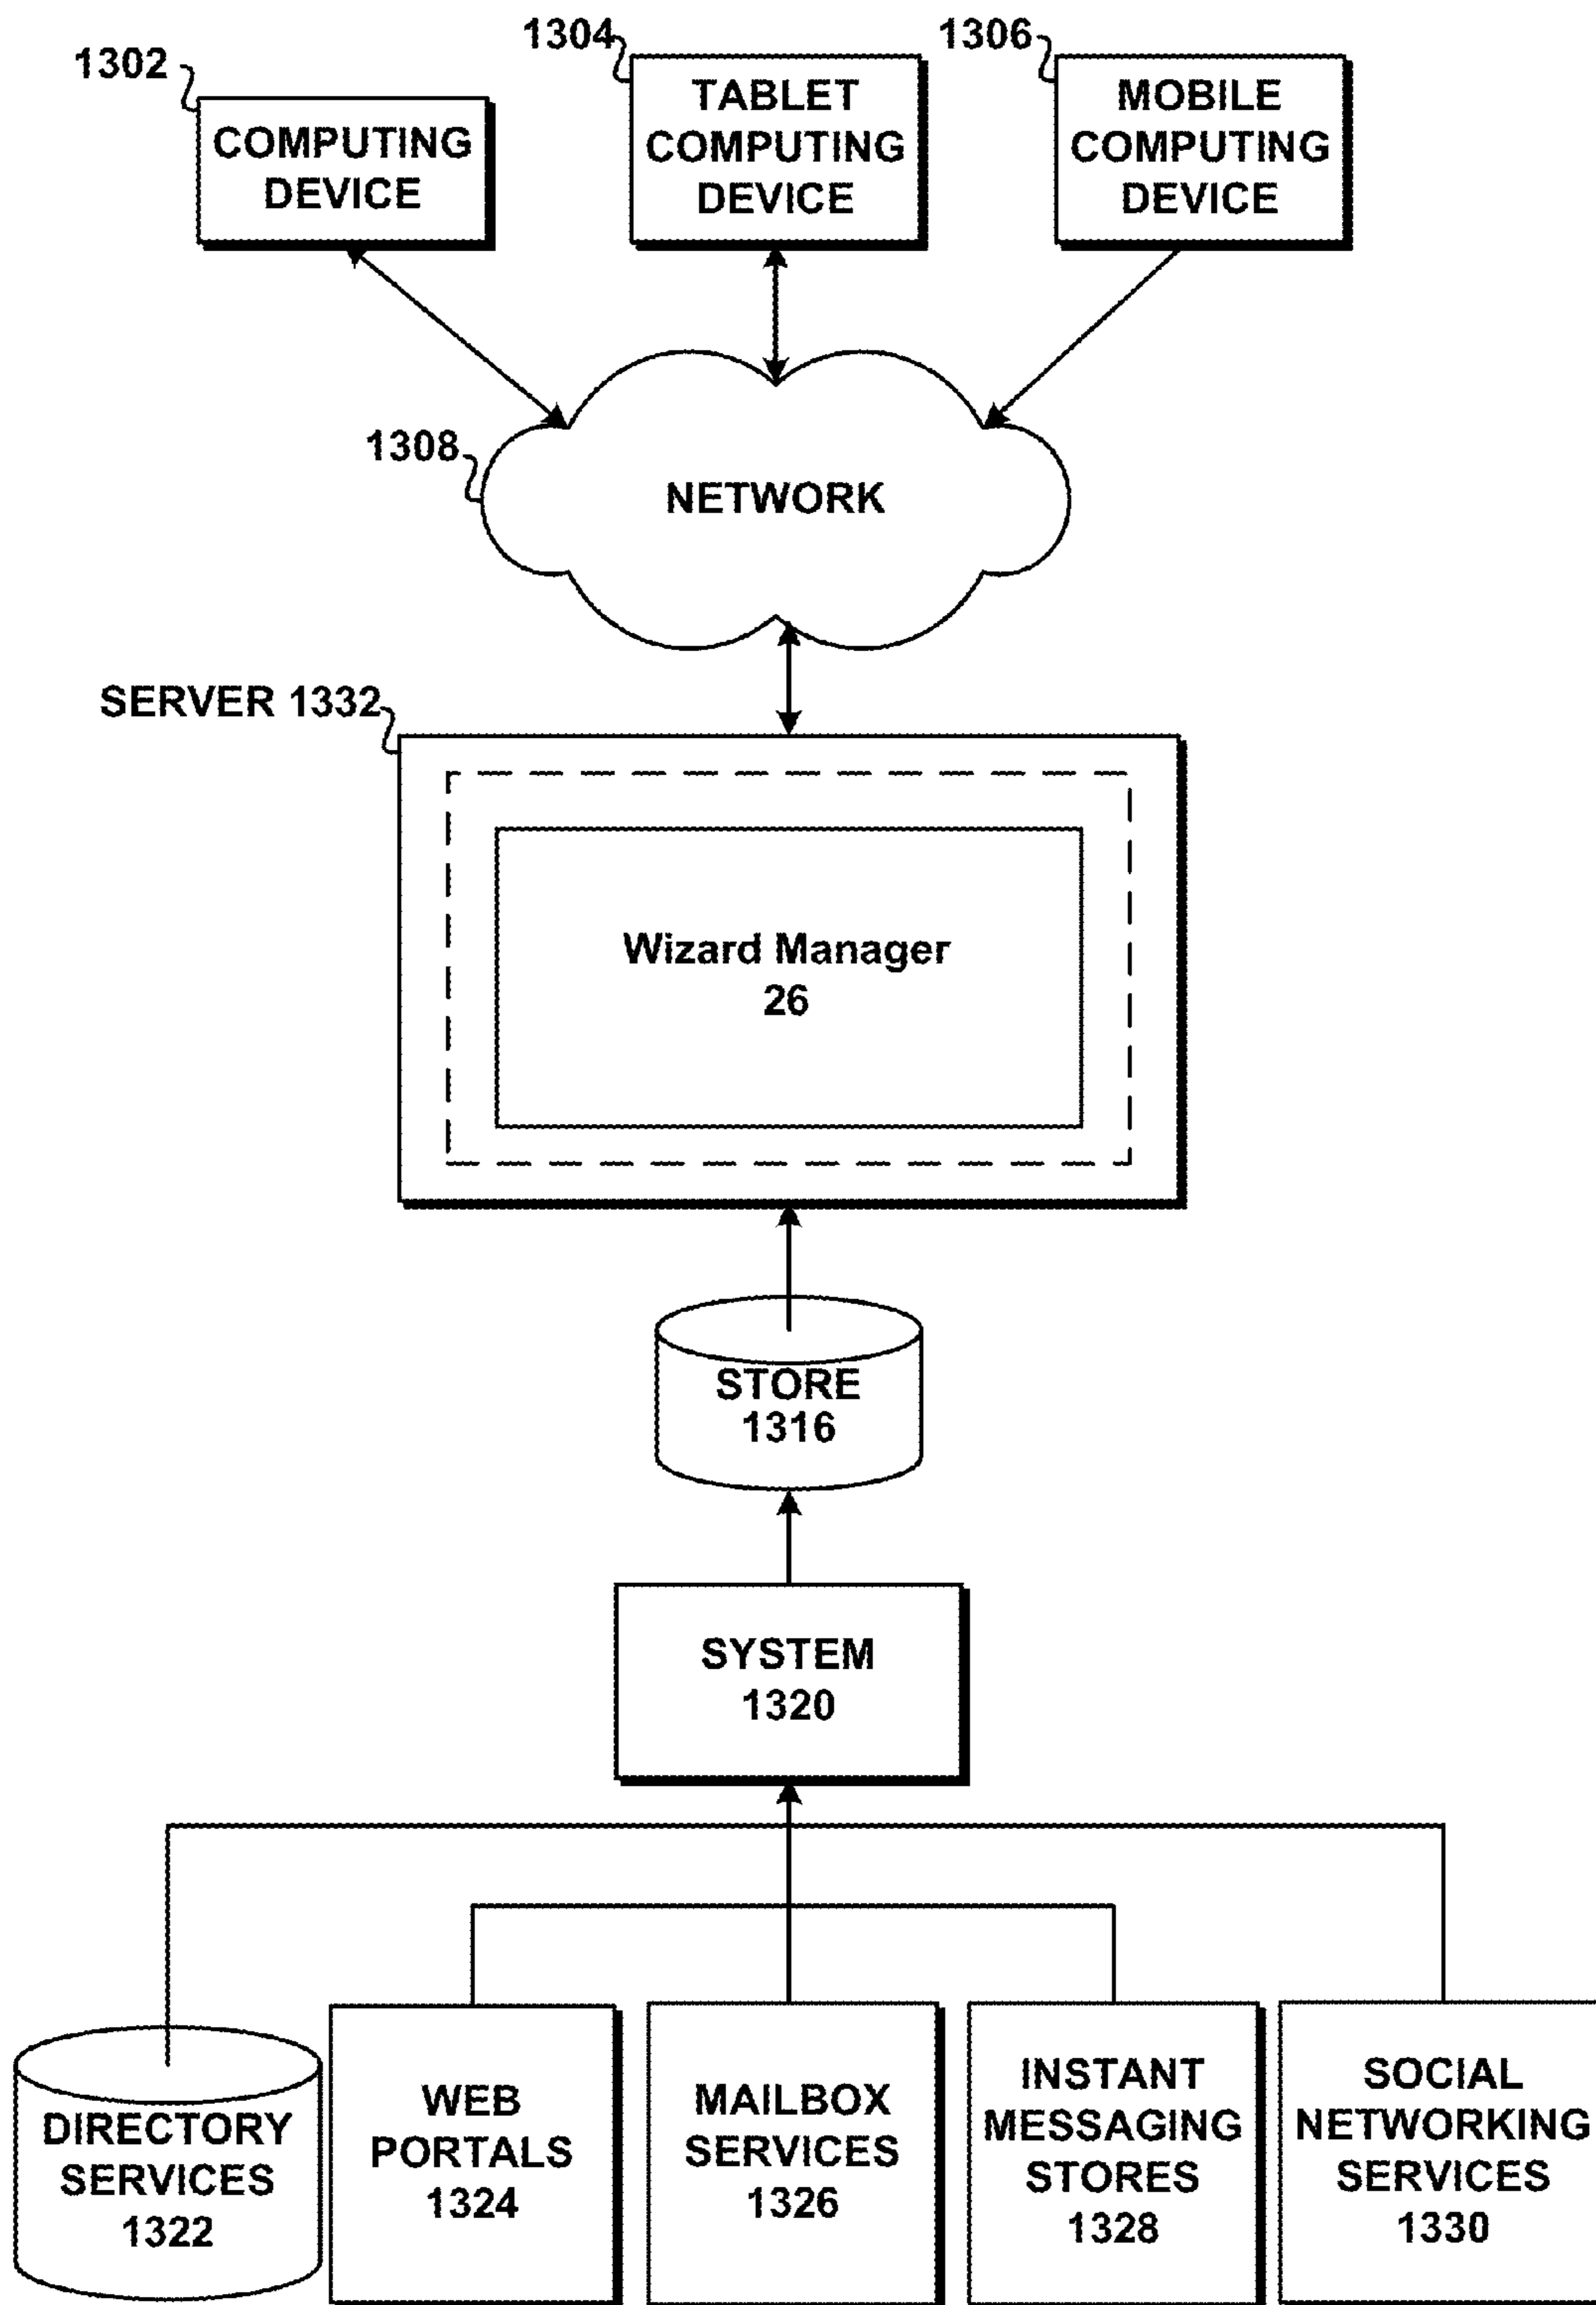 1302
COMPUTING
DEVICE
1304
TABLET
COMPUTING
DEVICE
1306
MOBILE
COMPUTING
DEVICE
1308
NETWORK
SERVER 1332
Wizard Manager
26
STORE
1316
SYSTEM
1320
DIRECTORY
SERVICES
1322
WEB
PORTALS
1324
MAILBOX
SERVICES
1326
INSTANT
MESSAGING
STORES
1328
SOCIAL
NETWORKING
SERVICES
1330